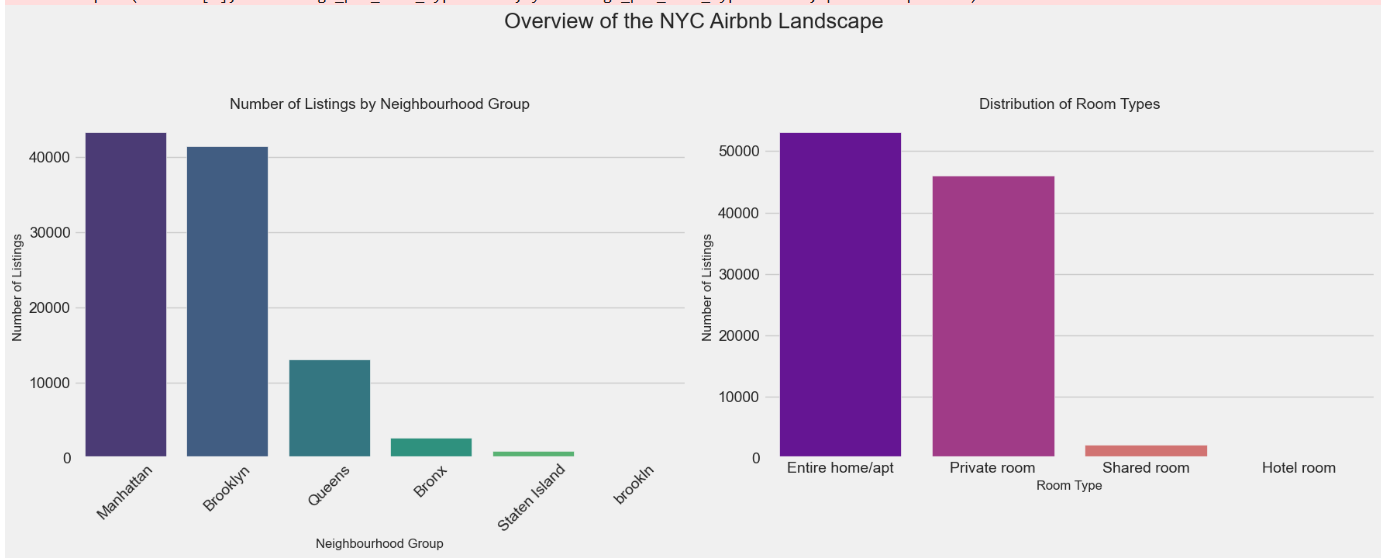 Overview of the NYC Airbnb Landscape
Number of Listings by Neighbourhood Group
Number of Listings
40000
30000
20000
10000
0
Manhattan
Brooklyn
Queens
Bronx
Staten Island
brookln
Neighbourhood Group
Distribution of Room Types
Number of Listings
50000
40000
30000
20000
10000
0
Entire home/apt
Private room
Shared room
Hotel room
Room Type